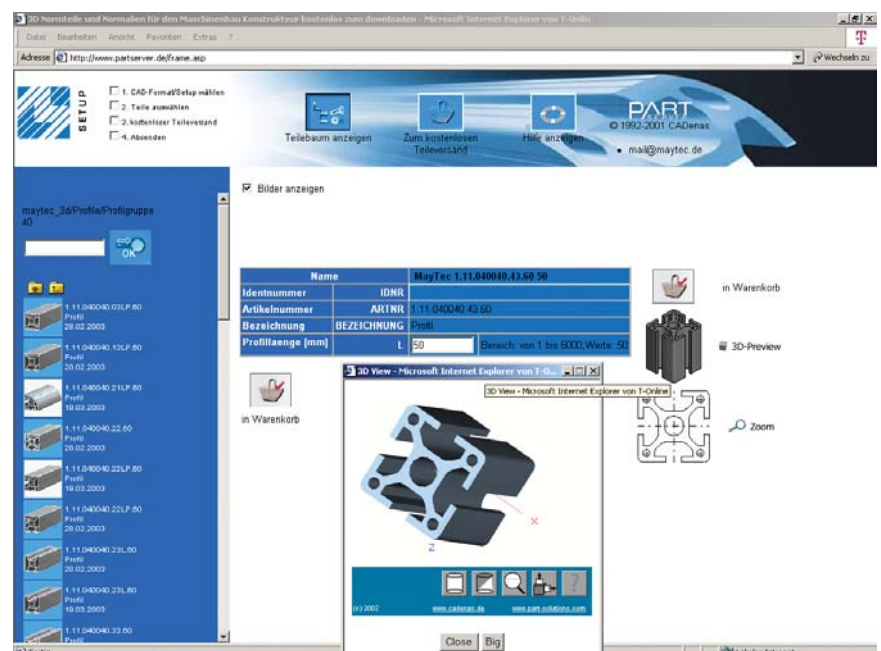 3D Normteile und Normalien für den Maschinenbau Konstrukteur kostenlos zum downloaden - Microsoft Internet Explorer von T-Onlin
Datei Bearbeiten Ansicht Favoriten Extras ?
Adresse http://www.partserver.de/frame.asp Wechseln zu
SETUP
1. CAD-Format/Setup wählen
2. Teile auswählen
3. kostenloser Teileversand
4. Absenden
Teilebaum anzeigen
Zum kostenlosen Teileversand
Hilfe anzeigen
PART
© 1992-2001 CADenas
• mail@maytec.de
Bilder anzeigen
maytec_3d/Profile/Profilgruppe
40
OK
1.11.040040.03LP.60
Profil
28.02.2003
1.11.040040.13LP.60
Profil
28.02.2003
1.11.040040.21LP.60
Profil
19.03.2003
1.11.040040.22.60
Profil
28.02.2003
1.11.040040.22LP.60
Profil
19.03.2003
1.11.040040.22LP.60
Profil
28.02.2003
1.11.040040.23L.60
Profil
28.02.2003
1.11.040040.23L.60
Profil
19.03.2003
1.11.040040.33.60
Profil
Name MayTec 1.11.040040.43.60 50
Identnummer IDNR
Artikelnummer ARTNR 1.11.040040.43.60
Bezeichnung BEZEICHNUNG Profil
Profillaenge [mm] L 50 Bereich: von 1 bis 6000;Werte: 50
in Warenkorb
in Warenkorb
3D-Preview
Zoom
3D View - Microsoft Internet Explorer von T-O...
3D View - Microsoft Internet Explorer von T-Online
x
z
(c) 2002 www.cadenas.de www.part-solutions.com
Close Big